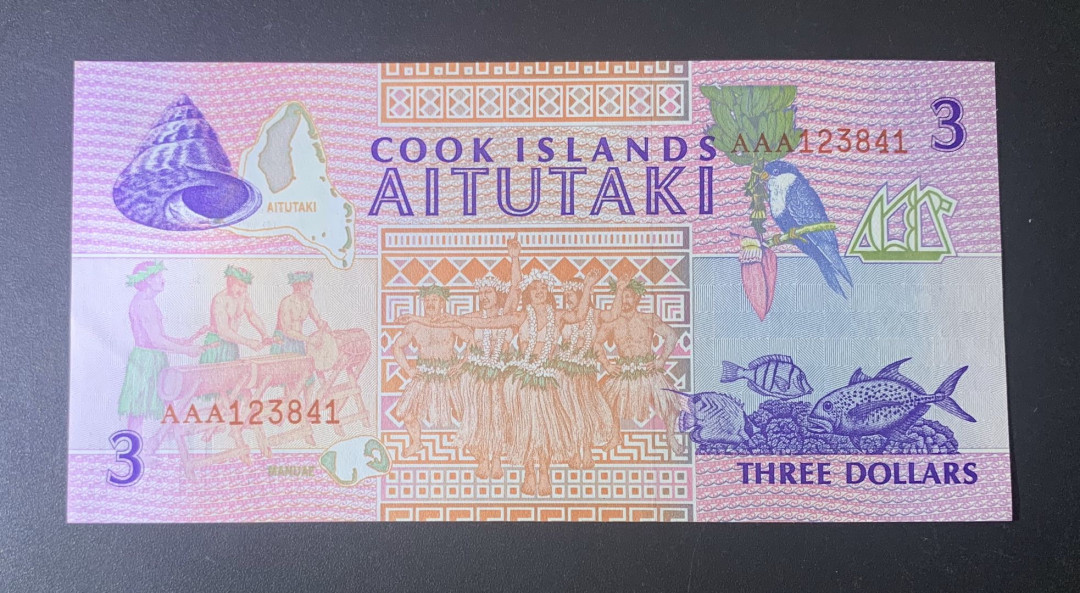 COOK ISLANDS
AITUTAKI
AAA123841
3
AITUTAKI
AAA123841
3
MANUAE
THREE DOLLARS